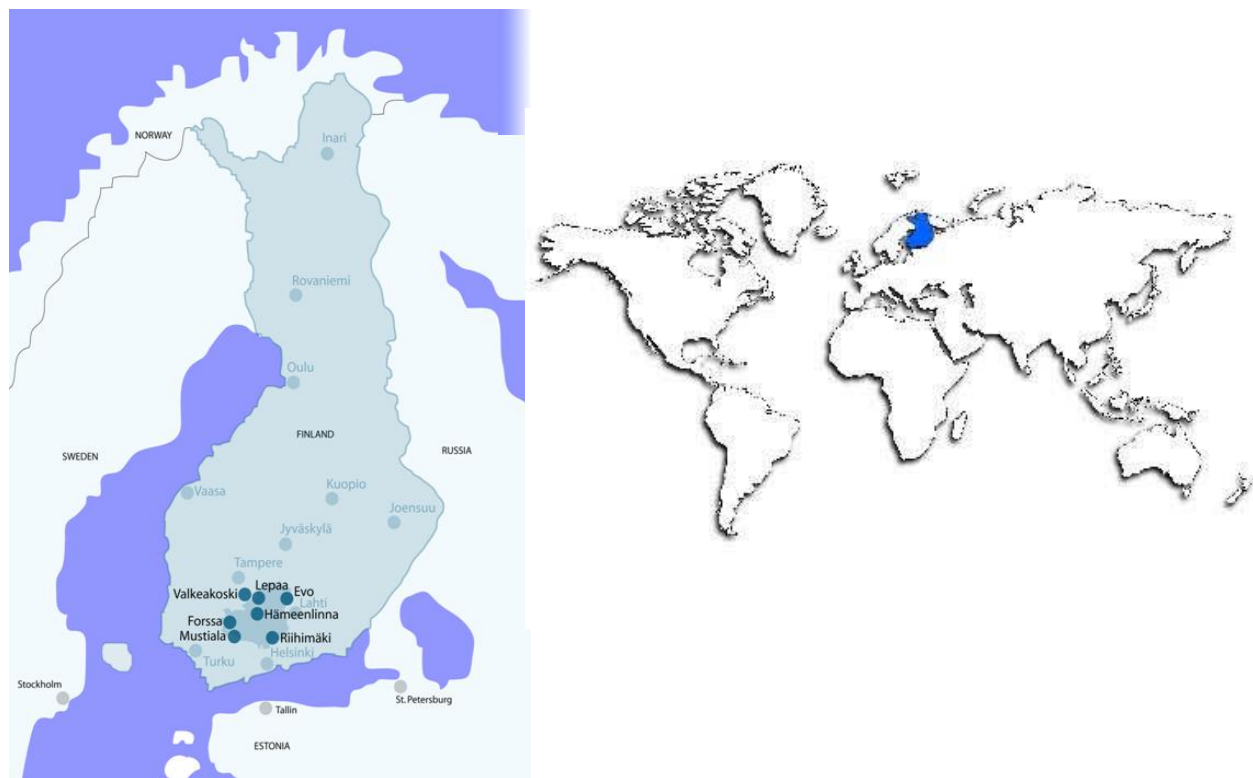 NORWAY
Inari
Rovaniemi
Oulu
FINLAND
SWEDEN
RUSSIA
Vaasa
Kuopio
Joensuu
Jyväskylä
Tampere
Lepaa
Valkeakoski
Evo
Lahti
Hämeenlinna
Forssa
Mustiala
Riihimäki
Helsinki
Turku
Stockholm
St. Petersburg
Tallin
ESTONIA